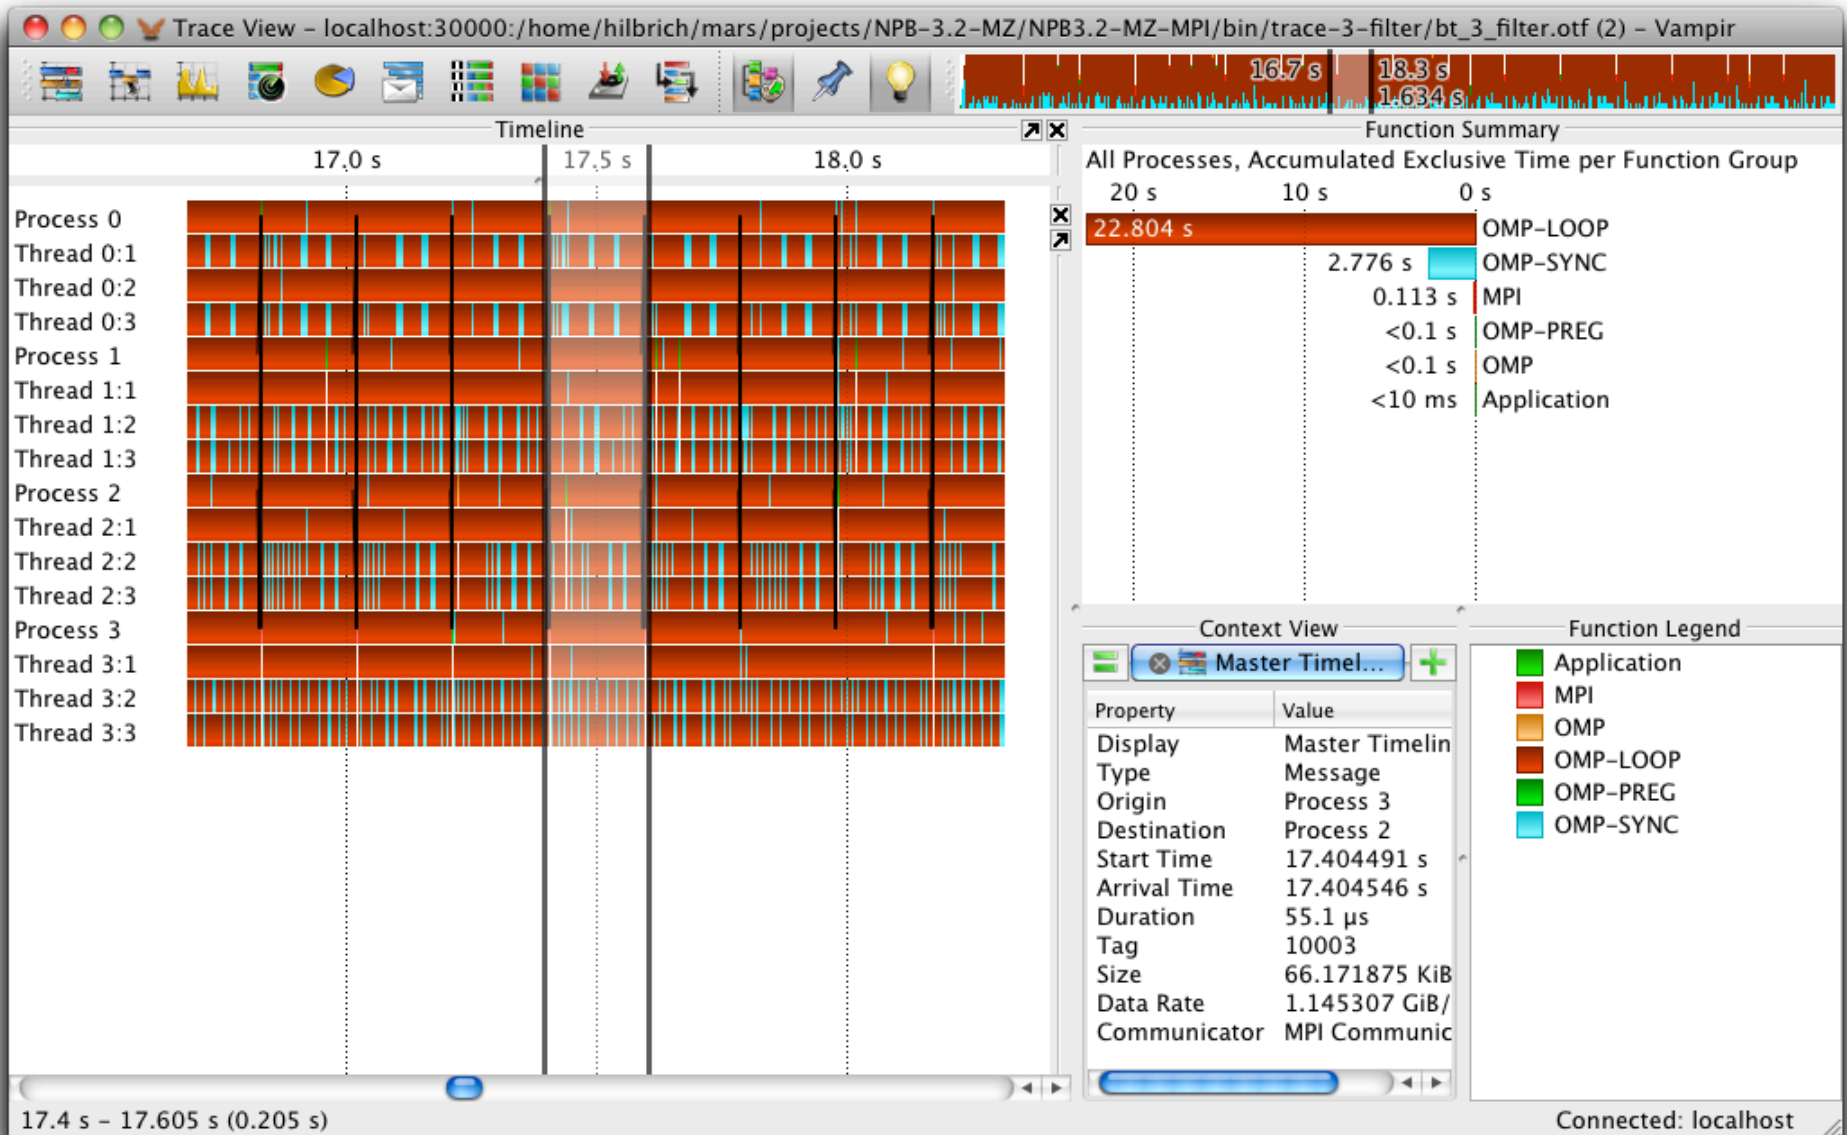 Trace View – localhost:30000:/home/hilbrich/mars/projects/NPB-3.2-MZ/NPB3.2-MZ-MPI/bin/trace-3-filter/bt_3_filter.otf (2) – Vampir
16.7 s
18.3 s
1.634 s
Timeline
17.0 s
17.5 s
18.0 s
Process 0
Thread 0:1
Thread 0:2
Thread 0:3
Process 1
Thread 1:1
Thread 1:2
Thread 1:3
Process 2
Thread 2:1
Thread 2:2
Thread 2:3
Process 3
Thread 3:1
Thread 3:2
Thread 3:3
Function Summary
All Processes, Accumulated Exclusive Time per Function Group
20 s
10 s
0 s
22.804 s OMP-LOOP
2.776 s OMP-SYNC
0.113 s MPI
<0.1 s OMP-PREG
<0.1 s OMP
<10 ms Application
Context View
Master Timel...
Property Value
Display Master Timelin
Type Message
Origin Process 3
Destination Process 2
Start Time 17.404491 s
Arrival Time 17.404546 s
Duration 55.1 µs
Tag 10003
Size 66.171875 KiB
Data Rate 1.145307 GiB/
Communicator MPI Communic
Function Legend
Application
MPI
OMP
OMP-LOOP
OMP-PREG
OMP-SYNC
17.4 s – 17.605 s (0.205 s)
Connected: localhost